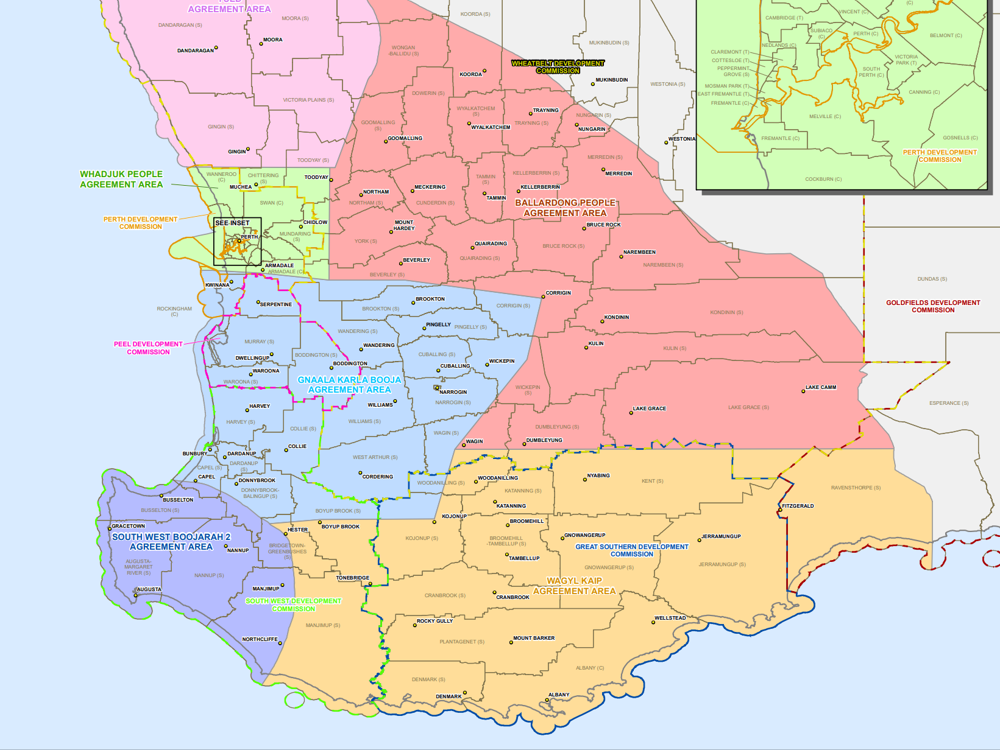 YUED
AGREEMENT AREA
DANDARAGAN (S)
MOORA (S)
KOORDA (S)
DANDARAGAN
MOORA
WONGAN
-BALLIDU (S)
MUKINBUDIN (S)
WHEATBELT DEVELOPMENT
COMMISSION
KOORDA
MUKINBUDIN
WESTONIA (S)
VICTORIA PLAINS (S)
DOWERIN (S)
WYALKATCHEM
(S)
TRAYNING
TRAYNING (S)
NUNGARIN (S)
NUNGARIN
GINGIN (S)
GOOMALLING
(S)
WYALKATCHEM
GOOMALLING
WESTONIA
GINGIN
TOODYAY (S)
MERREDIN (S)
MERREDIN
WHADJUK PEOPLE
AGREEMENT AREA
WANNEROO
(C)
CHITTERING
(S)
MUCHEA
TOODYAY
TAMMIN
(S)
KELLERBERRIN (S)
KELLERBERRIN
MECKERING
NORTHAM
NORTHAM (S)
CUNDERDIN (S)
TAMMIN
SWAN (C)
BALLARDONG PEOPLE
AGREEMENT AREA
PERTH DEVELOPMENT
COMMISSION
SEE INSET
CHIDLOW
MOUNT
HARDEY
BRUCE ROCK
MUNDARING
(S)
PERTH
YORK (S)
QUAIRADING
BRUCE ROCK (S)
NAREMBEEN
QUAIRADING (S)
BEVERLEY
NAREMBEEN (S)
ARMADALE
ARMADALE (C)
BEVERLEY (S)
KWINANA
CORRIGIN
DUNDAS (S)
SERPENTINE
BROOKTON
BROOKTON (S)
CORRIGIN (S)
GOLDFIELDS DEVELOPMENT
COMMISSION
ROCKINGHAM
(C)
KONDININ
KONDININ (S)
PINGELLY
PINGELLY (S)
WANDERING (S)
MURRAY (S)
PEEL DEVELOPMENT
COMMISSION
WANDERING
KULIN
KULIN (S)
DWELLINGUP
BODDINGTON (S)
CUBALLING (S)
BODDINGTON
CUBALLING
WICKEPIN
WAROONA
WAROONA (S)
GNAALA KARLA BOOJA
AGREEMENT AREA
NARROGIN
WICKEPIN
(S)
LAKE CAMM
HARVEY
WILLIAMS
NARROGIN (S)
LAKE GRACE
LAKE GRACE (S)
ESPERANCE (S)
HARVEY (S)
WILLIAMS (S)
COLLIE (S)
WAGIN (S)
DUMBLEYUNG (S)
WAGIN
DUMBLEYUNG
BUNBURY
DARDANUP
COLLIE
WEST ARTHUR (S)
CAPEL (S)
DARDANUP
(S)
CAPEL
DONNYBROOK
CORDERING
WOODANILLING (S)
WOODANILLING
NYABING
KENT (S)
RAVENSTHORPE (S)
DONNYBROOK-
BALINGUP (S)
KATANNING (S)
BUSSELTON
KATANNING
FITZGERALD
BUSSELTON (S)
BOYUP BROOK (S)
KOJONUP
GRACETOWN
BOYUP BROOK
HESTER
BROOMEHILL
SOUTH WEST BOOJARAH 2
AGREEMENT AREA
KOJONUP (S)
BROOMEHILL
-TAMBELLUP (S)
GNOWANGERUP
JERRAMUNGUP
NANNUP
BRIDGETOWN-
GREENBUSHES
(S)
GREAT SOUTHERN DEVELOPMENT
COMMISSION
TAMBELLUP
AUGUSTA-
MARGARET
RIVER (S)
GNOWANGERUP (S)
JERRAMUNGUP (S)
NANNUP (S)
TONEBRIDGE
WAGYL KAIP
AGREEMENT AREA
AUGUSTA
MANJIMUP
CRANBROOK (S)
CRANBROOK
SOUTH WEST DEVELOPMENT
COMMISSION
MANJIMUP (S)
ROCKY GULLY
WELLSTEAD
NORTHCLIFFE
PLANTAGENET (S)
MOUNT BARKER
ALBANY (C)
DENMARK (S)
DENMARK
ALBANY
(C)
VINCENT (C)
CAMBRIDGE (T)
SUBIACO
(C)
PERTH (C)
BELMONT (C)
NEDLANDS (C)
CLAREMONT (T)
COTTESLOE (T)
PEPPERMINT
GROVE (S)
VICTORIA
PARK (T)
SOUTH
PERTH (C)
MOSMAN PARK (T)
EAST FREMANTLE (T)
FREMANTLE (C)
CANNING (C)
MELVILLE (C)
FREMANTLE (C)
GOSNELLS (C)
PERTH DEVELOPMENT
COMMISSION
COCKBURN (C)